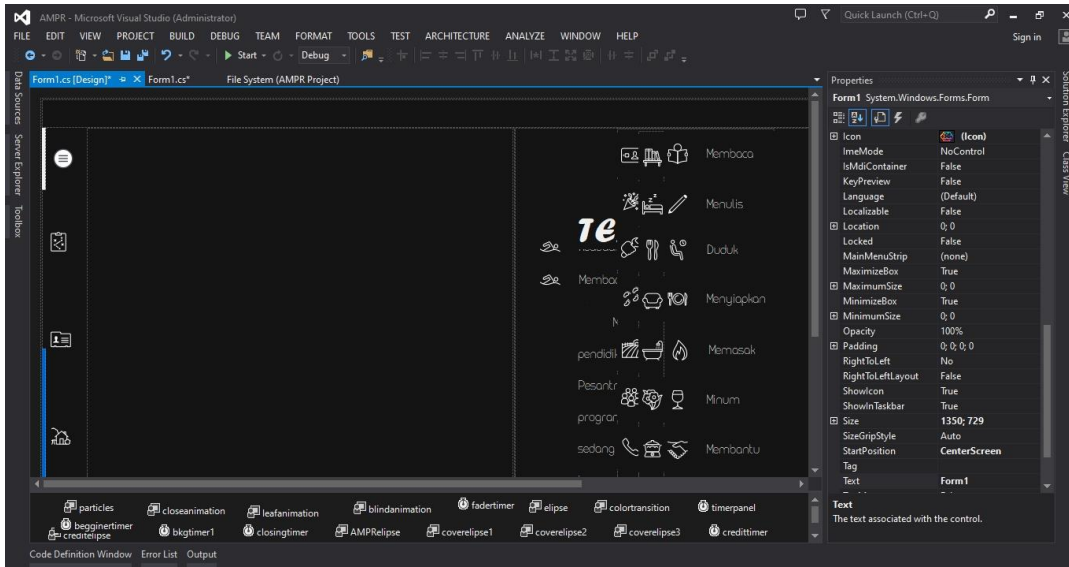 AMPR - Microsoft Visual Studio (Administrator)
Quick Launch (Ctrl+Q)
FILE EDIT VIEW PROJECT BUILD DEBUG TEAM FORMAT TOOLS TEST ARCHITECTURE ANALYZE WINDOW HELP
Sign in
Start Debug
Data Sources
Server Explorer
Toolbox
Form1.cs [Design]* Form1.cs* File System (AMPR Project)
Membaca
Menulis
TE
Duduk
Menyiapkan
N
pendidi
Memasak
Pesantr
Minum
program
sedang
Membantu
Properties
Form1 System.Windows.Forms.Form
Icon (Icon)
ImeMode NoControl
IsMdiContainer False
KeyPreview False
Language (Default)
Localizable False
Location 0; 0
Locked False
MainMenuStrip (none)
MaximizeBox True
MaximumSize 0; 0
MinimizeBox True
MinimumSize 0; 0
Opacity 100%
Padding 0; 0; 0; 0
RightToLeft No
RightToLeftLayout False
ShowIcon True
ShowInTaskbar True
Size 1350; 729
SizeGripStyle Auto
StartPosition CenterScreen
Tag
Text Form1
Text
The text associated with the control.
Solution Explorer
Class View
particles closeanimation leafanimation blindanimation fadertimer elipse colortransition timerpanel
begginertimer bkgtimer1 closingtimer AMPRelipse coverelipse1 coverelipse2 coverelipse3 credittimer
creditelipse
Code Definition Window Error List Output